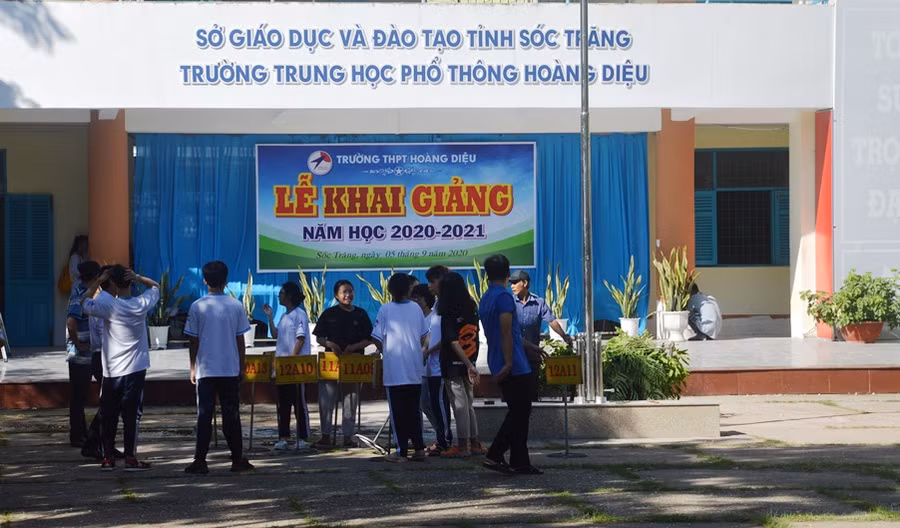 SỞ GIÁO DỤC VÀ ĐÀO TẠO TỈNH SÓC TRĂNG
TRƯỜNG TRUNG HỌC PHỔ THÔNG HOÀNG DIỆU
TRƯỜNG THPT HOÀNG DIỆU
LỄ KHAI GIẢNG
NĂM HỌC 2020-2021
Sóc Trăng, ngày 05 tháng 9 năm 2020
12A10
12A11